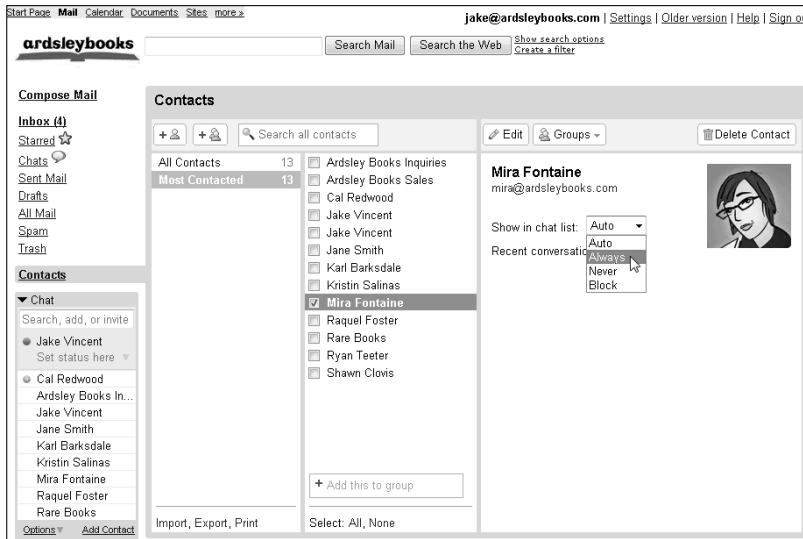 Start Page Mail Calendar Documents Sites more »
jake@ardsleybooks.com | Settings | Older version | Help |
ardsleybooks
Search Mail
Search the Web
Show search options
Create a filter
Compose Mail
Inbox (4)
Starred
Chats
Sent Mail
Drafts
All Mail
Spam
Trash
Contacts
Chat
Search, add, or invite
Jake Vincent
Set status here
Cal Redwood
Ardsley Books In...
Jake Vincent
Jane Smith
Karl Barksdale
Kristin Salinas
Mira Fontaine
Raquel Foster
Rare Books
Options Add Contact
Contacts
Search all contacts
All Contacts 13
Most Contacted 13
Import, Export, Print
Ardsley Books Inquiries
Ardsley Books Sales
Cal Redwood
Jake Vincent
Jake Vincent
Jane Smith
Karl Barksdale
Kristin Salinas
Mira Fontaine
Raquel Foster
Rare Books
Ryan Teeter
Shawn Clovis
+ Add this to group
Select: All, None
Edit
Groups
Delete Contact
Mira Fontaine
mira@ardsleybooks.com
Show in chat list: Auto
Auto
Always
Never
Block
Recent